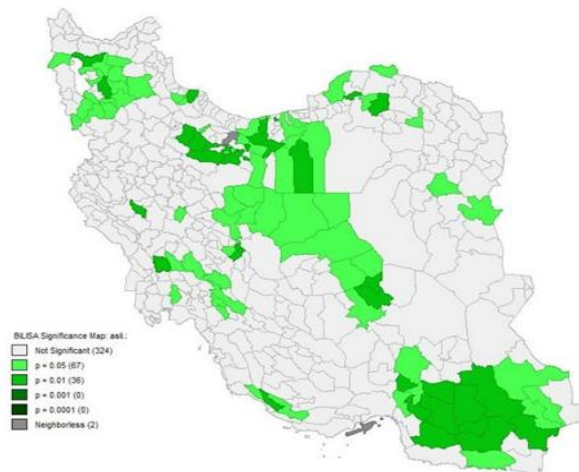 BiLISA Significance Map: asli..
Not Significant (324)
p = 0.05 (67)
p = 0.01 (36)
p = 0.001 (0)
p = 0.0001 (0)
Neighborless (2)